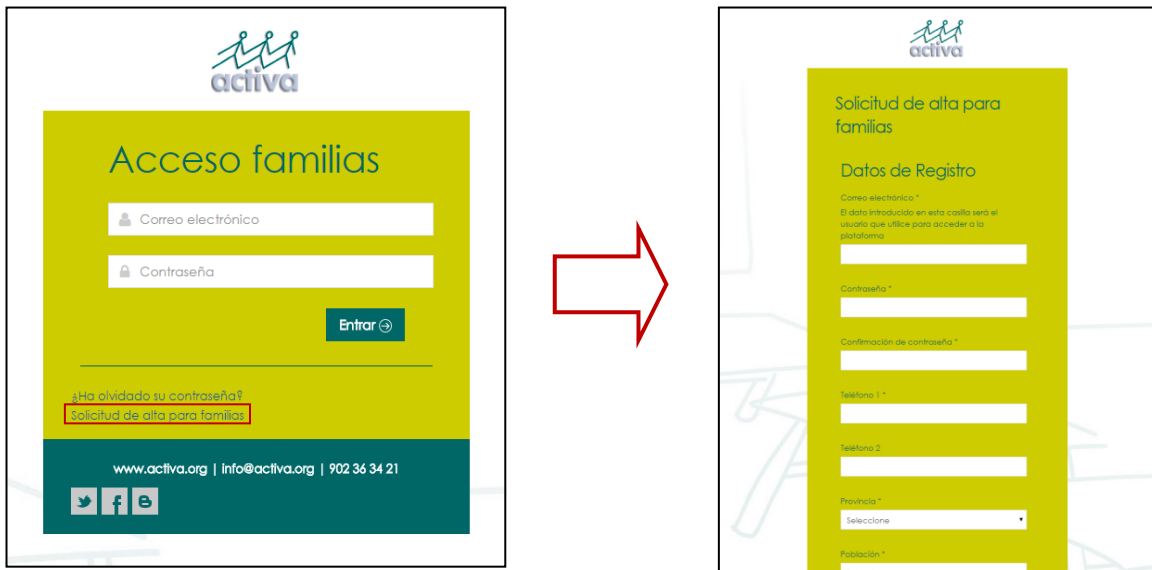 activa
Acceso familias
Correo electrónico
Contraseña
Entrar
¿Ha olvidado su contraseña?
Solicitud de alta para familias
www.activa.org | info@activa.org | 902 36 34 21
activa
Solicitud de alta para
familias
Datos de Registro
Correo electrónico *
El dato introducido en esta casilla será el
usuario que utilice para acceder a la
plataforma
Contraseña *
Confirmación de contraseña *
Teléfono 1 *
Teléfono 2
Provincia *
Seleccione
Población *